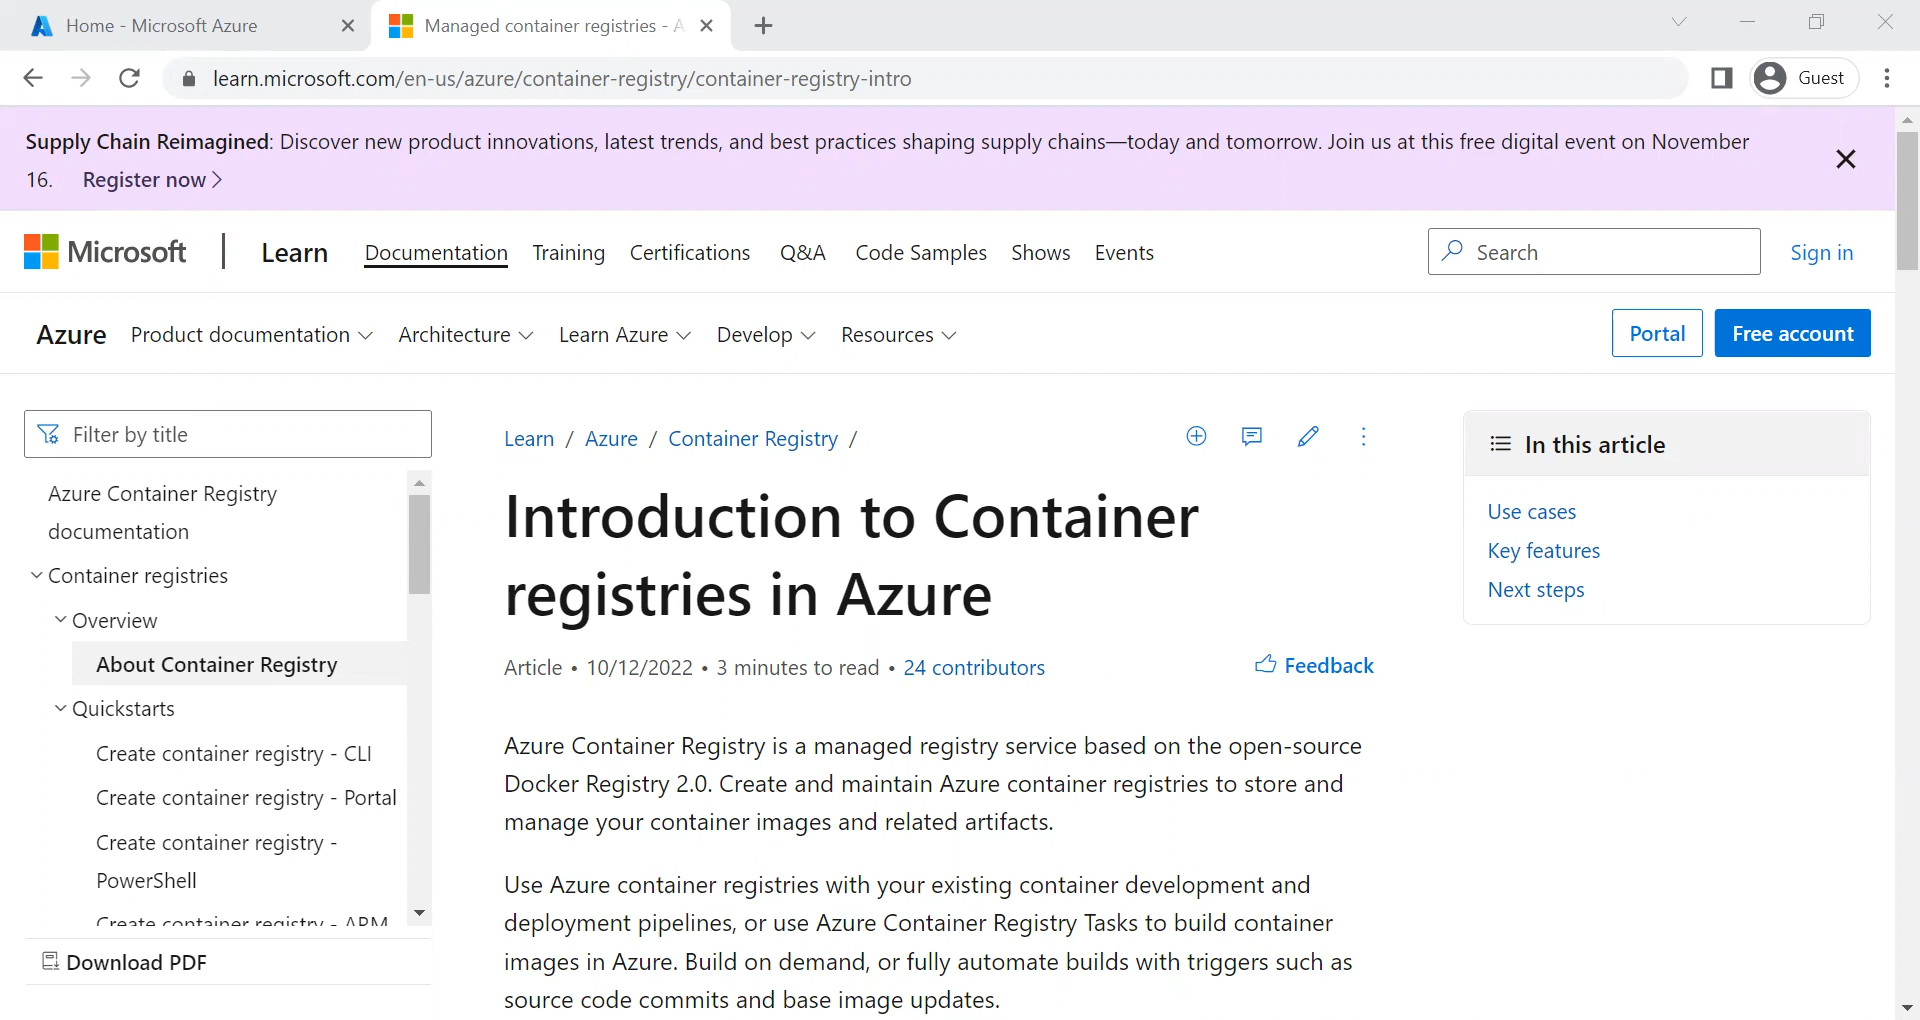 Home - Microsoft Azure
Managed container registries - A
learn.microsoft.com/en-us/azure/container-registry/container-registry-intro
Guest
Supply Chain Reimagined: Discover new product innovations, latest trends, and best practices shaping supply chains—today and tomorrow. Join us at this free digital event on November
16. Register now
Microsoft
Learn Documentation Training Certifications Q&A Code Samples Shows Events
Search
Sign in
Azure Product documentation Architecture Learn Azure Develop Resources
Portal
Free account
Filter by title
Azure Container Registry
documentation
Container registries
Overview
About Container Registry
Quickstarts
Create container registry - CLI
Create container registry - Portal
Create container registry -
PowerShell
Create container registry - ARM
Download PDF
Learn / Azure / Container Registry /
Introduction to Container
registries in Azure
Article • 10/12/2022 • 3 minutes to read • 24 contributors
Feedback
Azure Container Registry is a managed registry service based on the open-source
Docker Registry 2.0. Create and maintain Azure container registries to store and
manage your container images and related artifacts.
Use Azure container registries with your existing container development and
deployment pipelines, or use Azure Container Registry Tasks to build container
images in Azure. Build on demand, or fully automate builds with triggers such as
source code commits and base image updates.
In this article
Use cases
Key features
Next steps